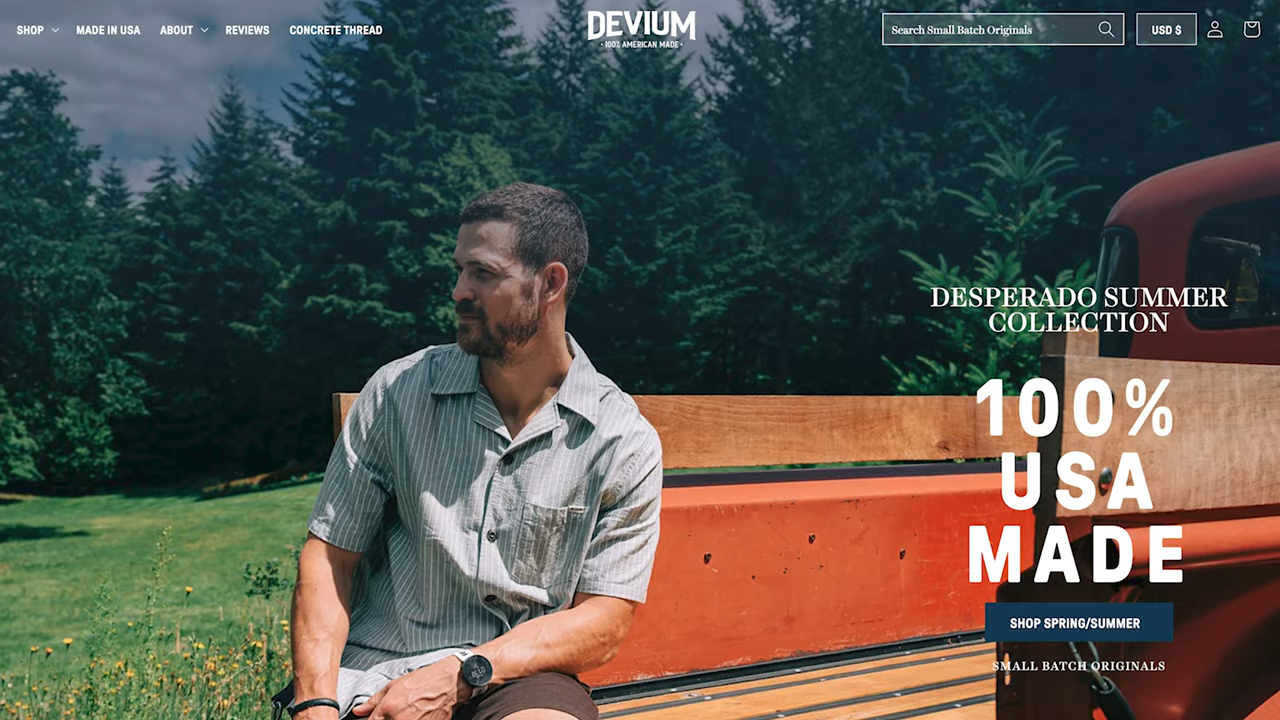 SHOP
MADE IN USA
ABOUT
REVIEWS
CONCRETE THREAD
DEVIUM
• 100% AMERICAN MADE •
Search Small Batch Originals
USD $
DESPERADO SUMMER
COLLECTION
100%
USA
MADE
SHOP SPRING/SUMMER
SMALL BATCH ORIGINALS